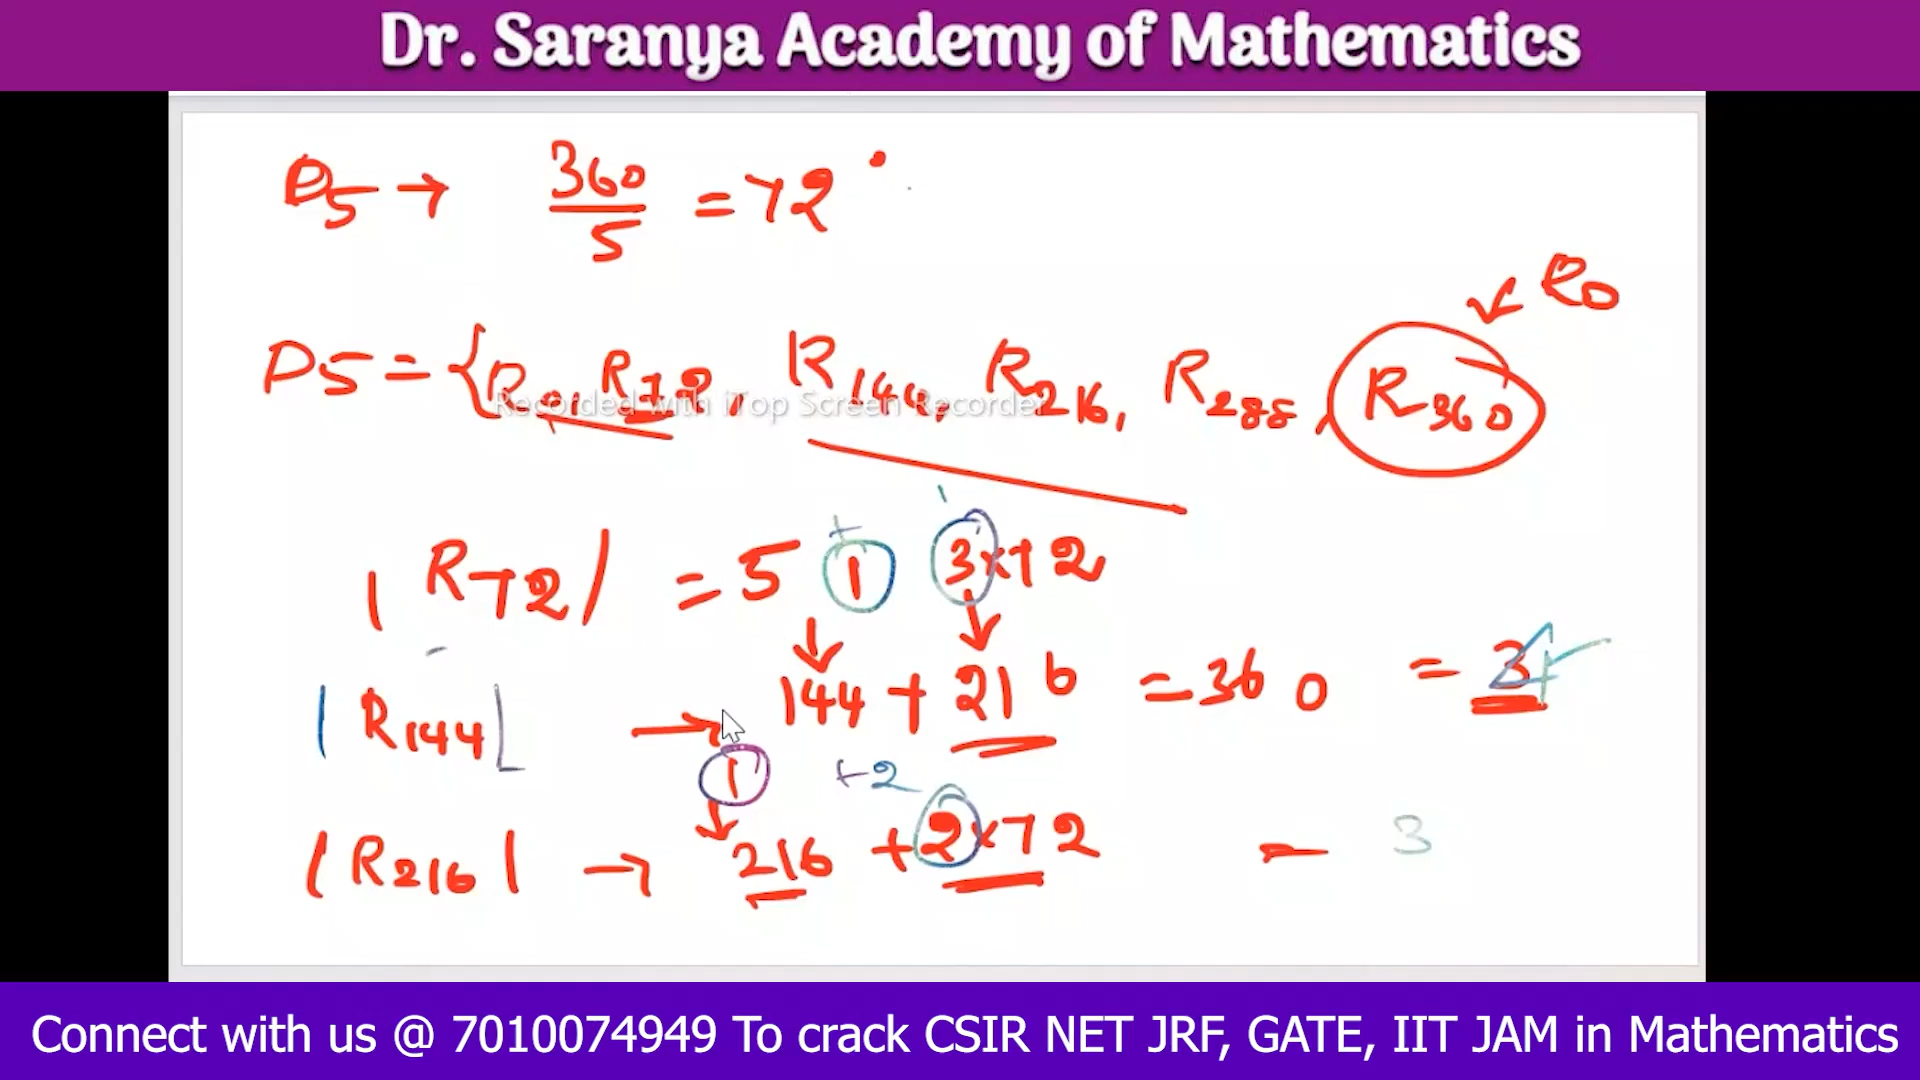 Dr. Saranya Academy of Mathematics
D5 → 360/5 = 72°
R0
D5 = {R0, R72, R144, R216, R288, R360
Recorded with iTop Screen Recorder
+
|R72| = 5 1 3×72
|R144| → 144 + 216 = 360 = 4
1 +2
|R216| → 216 + 2×72 = 3
Connect with us @ 7010074949 To crack CSIR NET JRF, GATE, IIT JAM in Mathematics